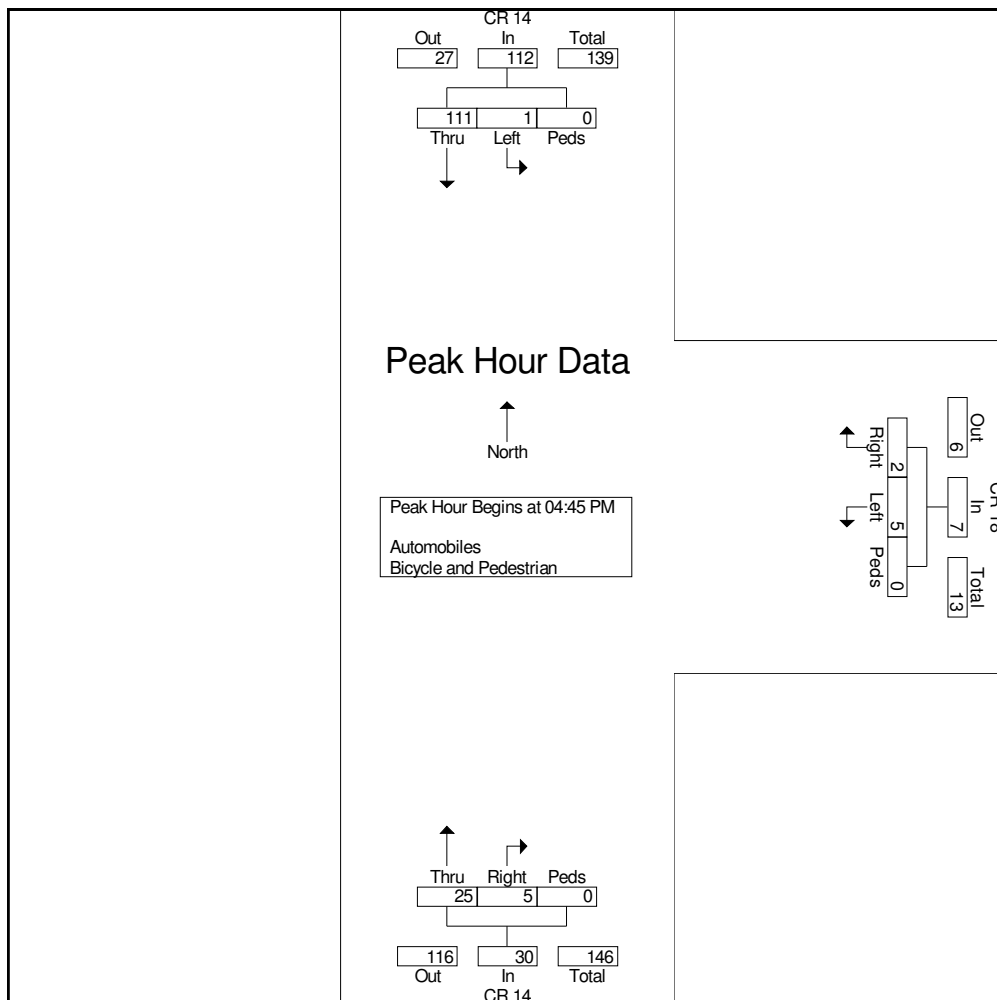 CR 14
Out In Total
27 112 139
111 1 0
Thru Left Peds
Peak Hour Data
North
Peak Hour Begins at 04:45 PM
Automobiles
Bicycle and Pedestrian
Out In Total
6 7 13
Right Left Peds
2 5 0
Thru Right Peds
25 5 0
116 30 146
Out In Total
CR 14